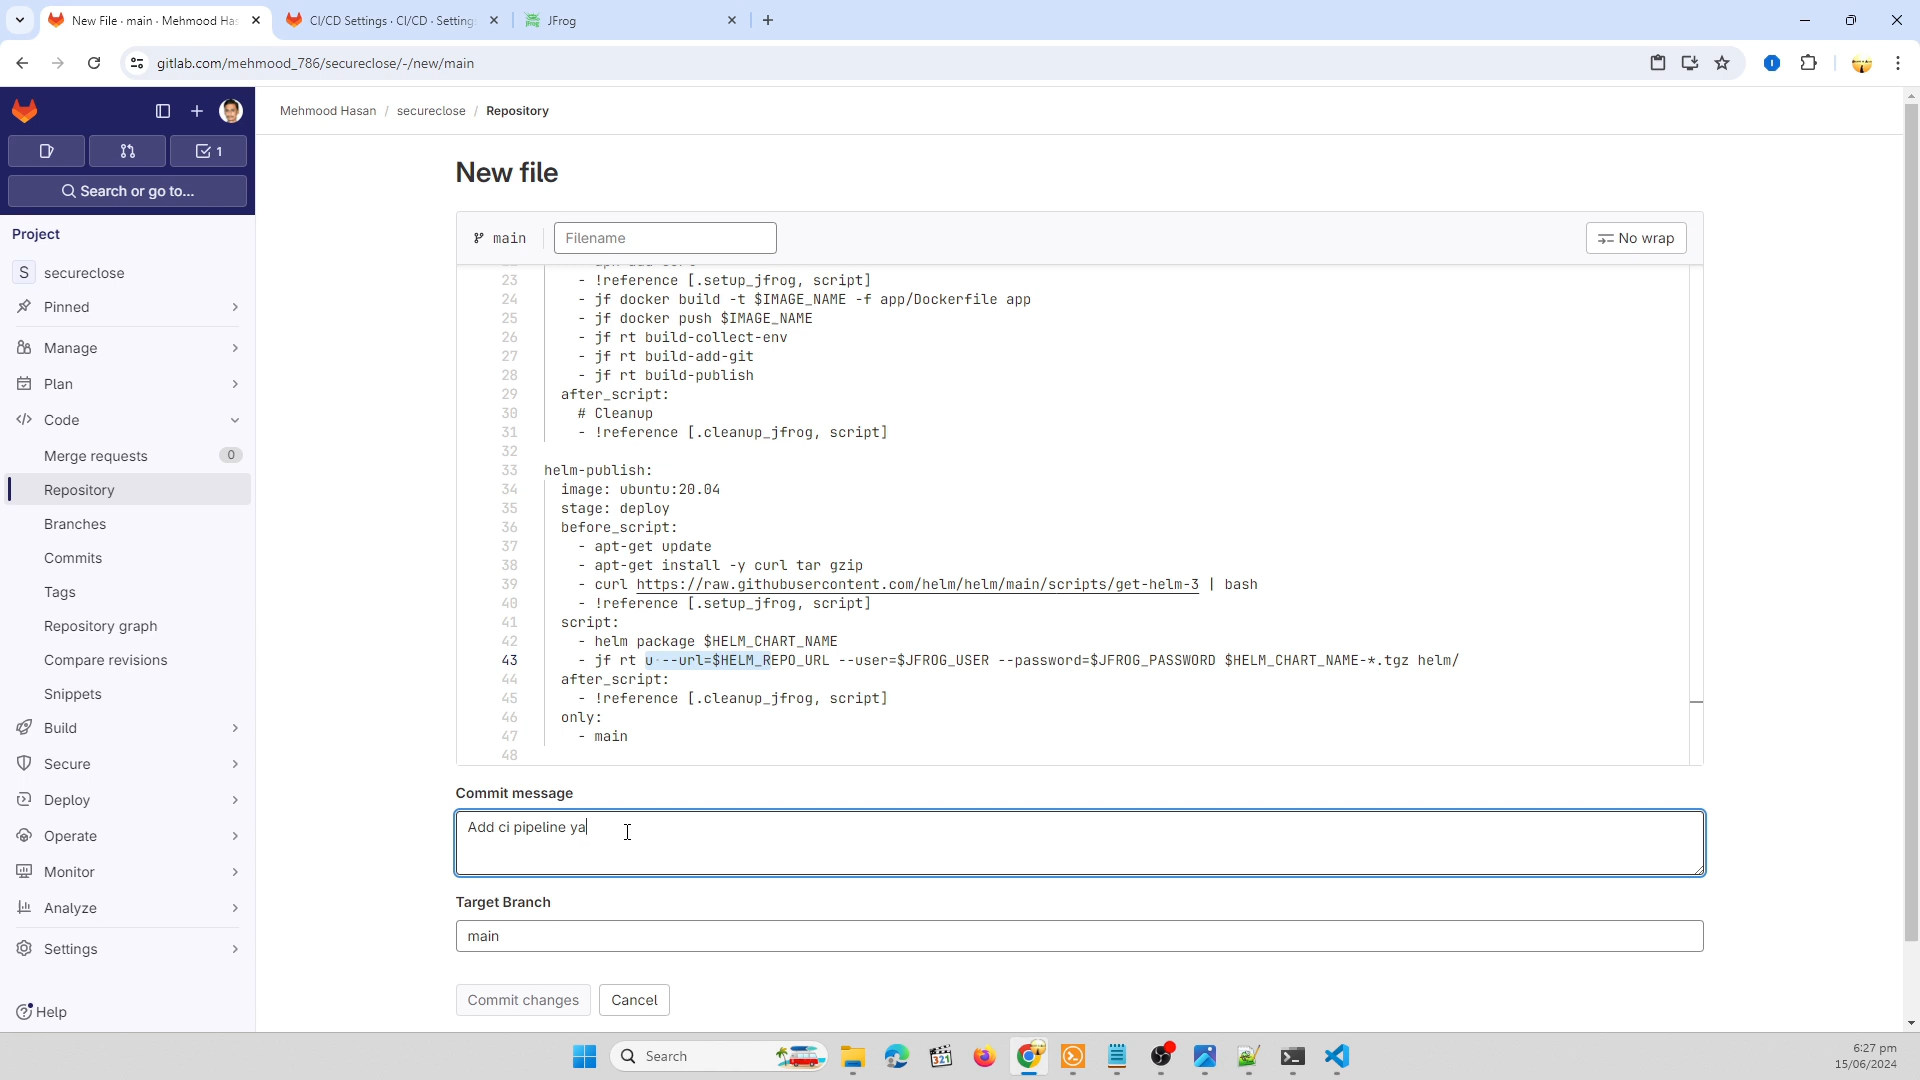 New File · main · Mehmood Has
CI/CD Settings · CI/CD · Setting
JFrog
gitlab.com/mehmood_786/secureclose/-/new/main
1
Search or go to...
Project
S secureclose
Pinned
Manage
Plan
Code
Merge requests 0
Repository
Branches
Commits
Tags
Repository graph
Compare revisions
Snippets
Build
Secure
Deploy
Operate
Monitor
Analyze
Settings
Help
Mehmood Hasan / secureclose / Repository
New file
main
Filename
No wrap
23 - !reference [.setup_jfrog, script]
24 - jf docker build -t $IMAGE_NAME -f app/Dockerfile app
25 - jf docker push $IMAGE_NAME
26 - jf rt build-collect-env
27 - jf rt build-add-git
28 - jf rt build-publish
29 after_script:
30 # Cleanup
31 - !reference [.cleanup_jfrog, script]
32
33 helm-publish:
34 image: ubuntu:20.04
35 stage: deploy
36 before_script:
37 - apt-get update
38 - apt-get install -y curl tar gzip
39 - curl https://raw.githubusercontent.com/helm/helm/main/scripts/get-helm-3 | bash
40 - !reference [.setup_jfrog, script]
41 script:
42 - helm package $HELM_CHART_NAME
43 - jf rt u --url=$HELM_REPO_URL --user=$JFROG_USER --password=$JFROG_PASSWORD $HELM_CHART_NAME-*.tgz helm/
44 after_script:
45 - !reference [.cleanup_jfrog, script]
46 only:
47 - main
48
Commit message
Add ci pipeline ya
Target Branch
main
Commit changes
Cancel
Search
321
6:27 pm
15/06/2024